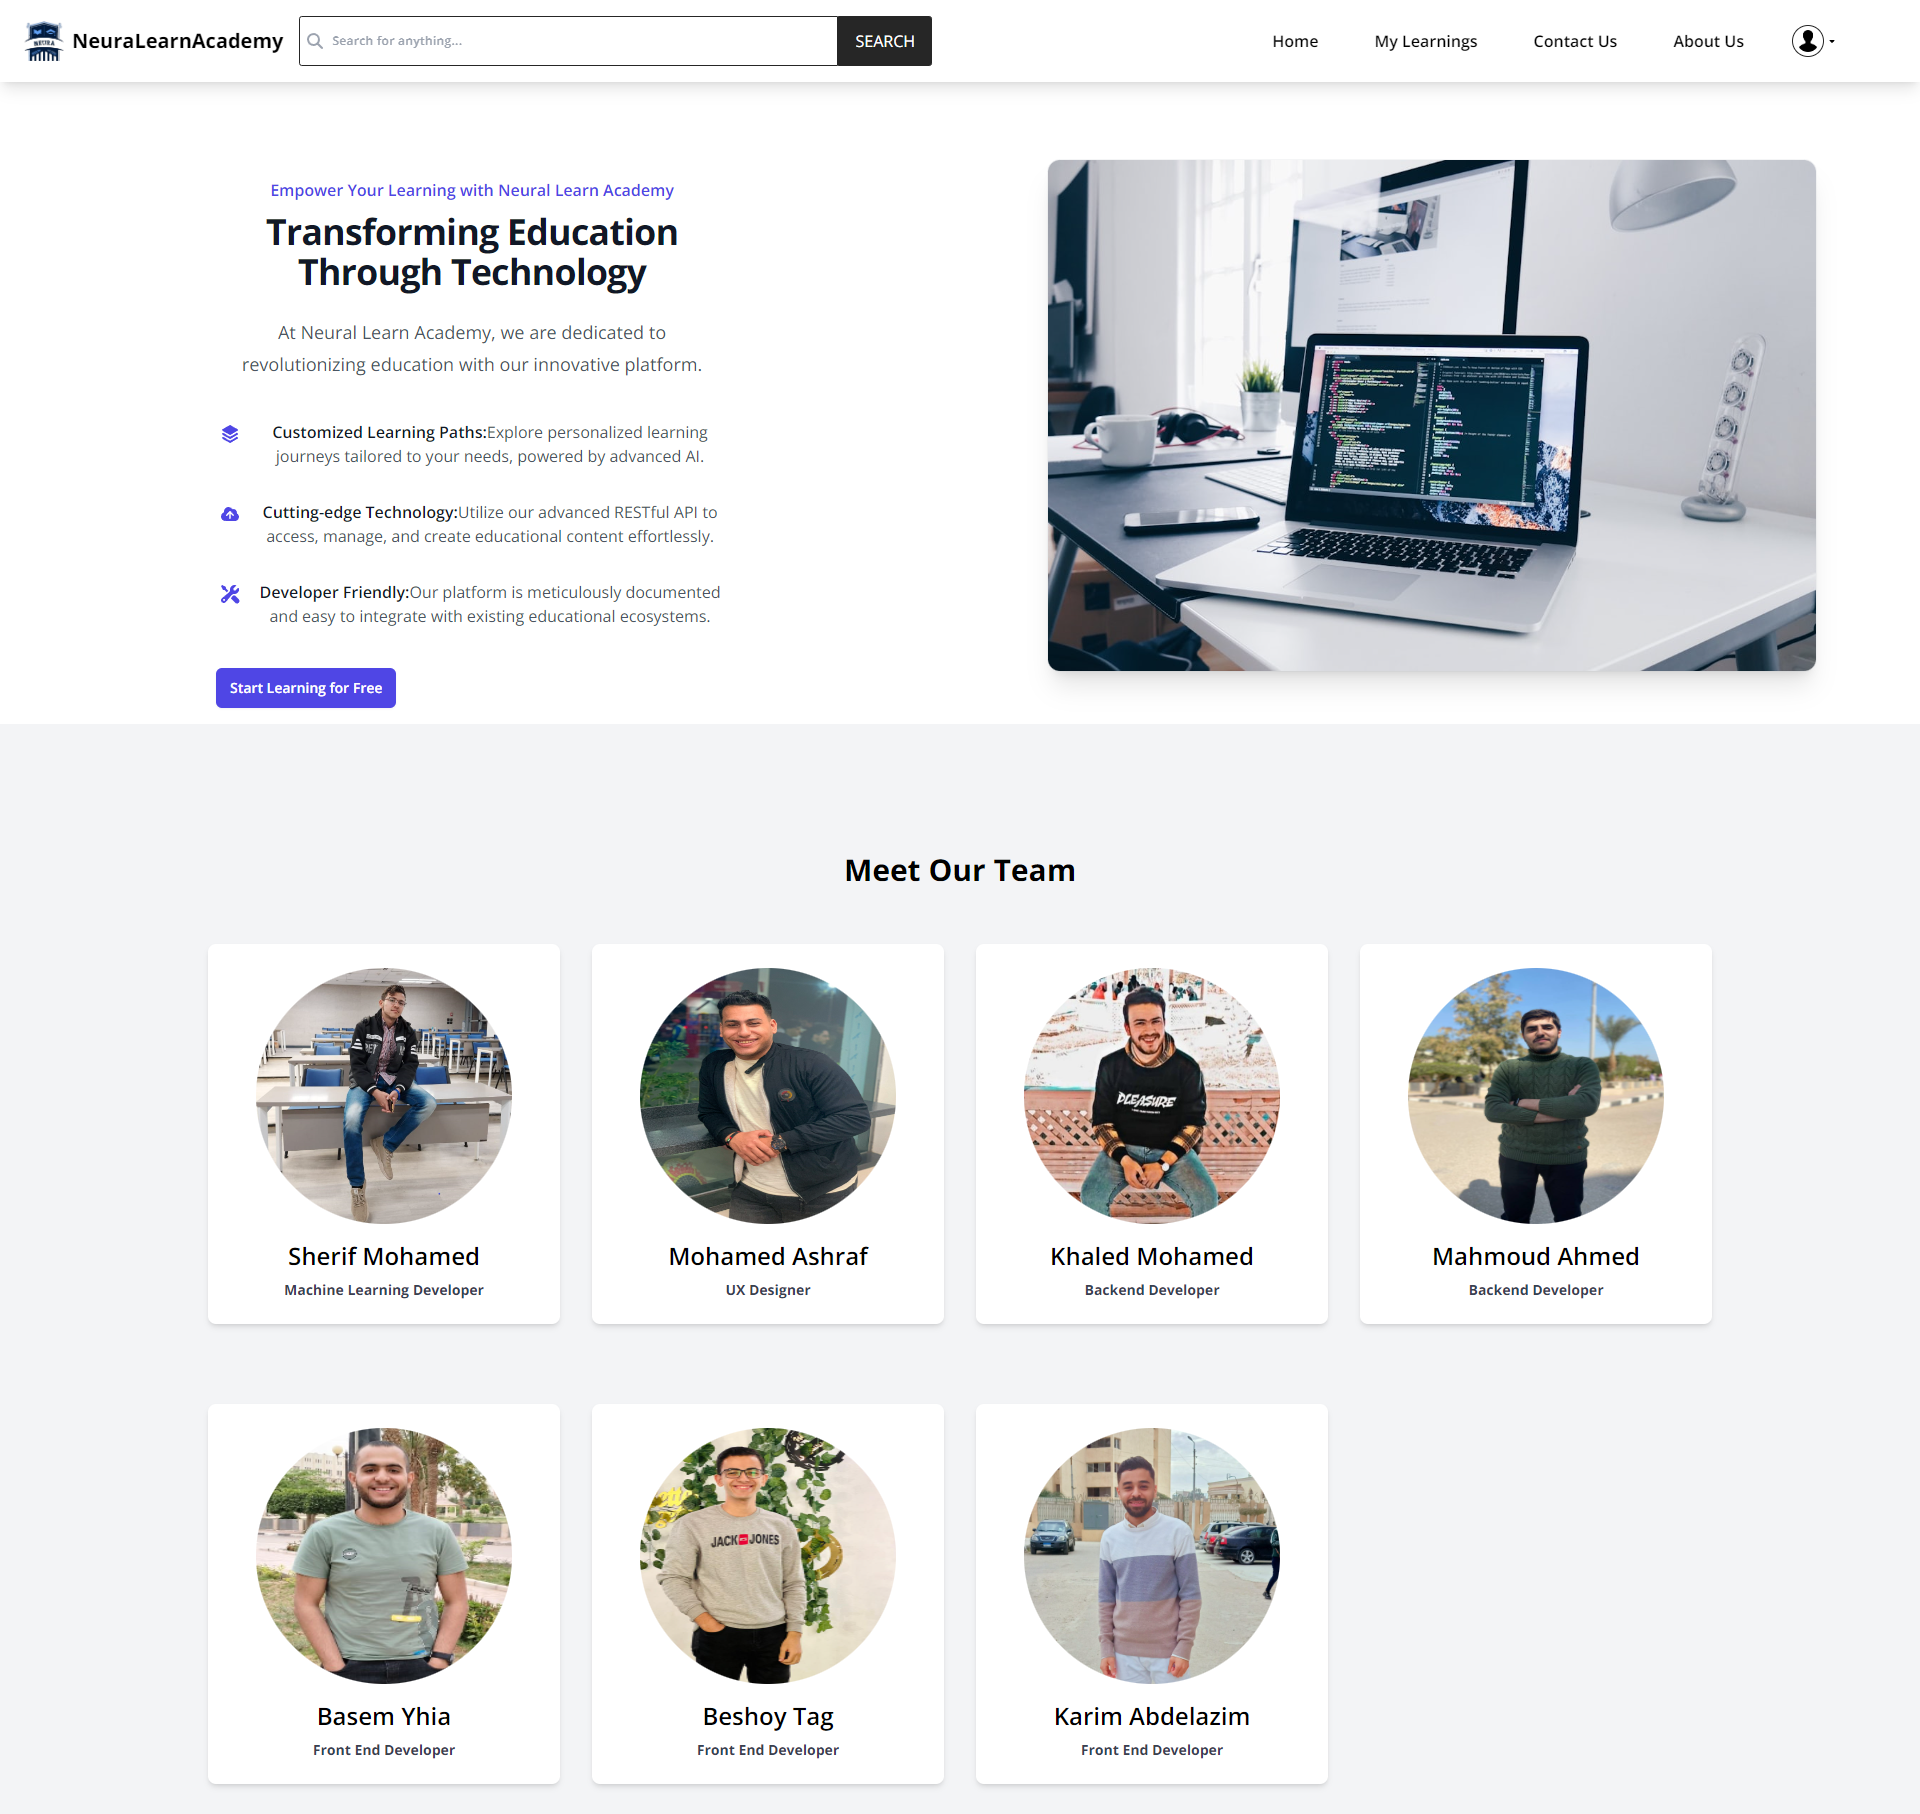 NEURA
NeuraLearnAcademy
Search for anything...
SEARCH
Home
My Learnings
Contact Us
About Us
Empower Your Learning with Neural Learn Academy
Transforming Education
Through Technology
At Neural Learn Academy, we are dedicated to
revolutionizing education with our innovative platform.
Customized Learning Paths:Explore personalized learning
journeys tailored to your needs, powered by advanced AI.
Cutting-edge Technology:Utilize our advanced RESTful API to
access, manage, and create educational content effortlessly.
Developer Friendly:Our platform is meticulously documented
and easy to integrate with existing educational ecosystems.
Start Learning for Free
Meet Our Team
PLEASURE
Sherif Mohamed
Machine Learning Developer
Mohamed Ashraf
UX Designer
Khaled Mohamed
Backend Developer
Mahmoud Ahmed
Backend Developer
JACK JONES
Basem Yhia
Front End Developer
Beshoy Tag
Front End Developer
Karim Abdelazim
Front End Developer